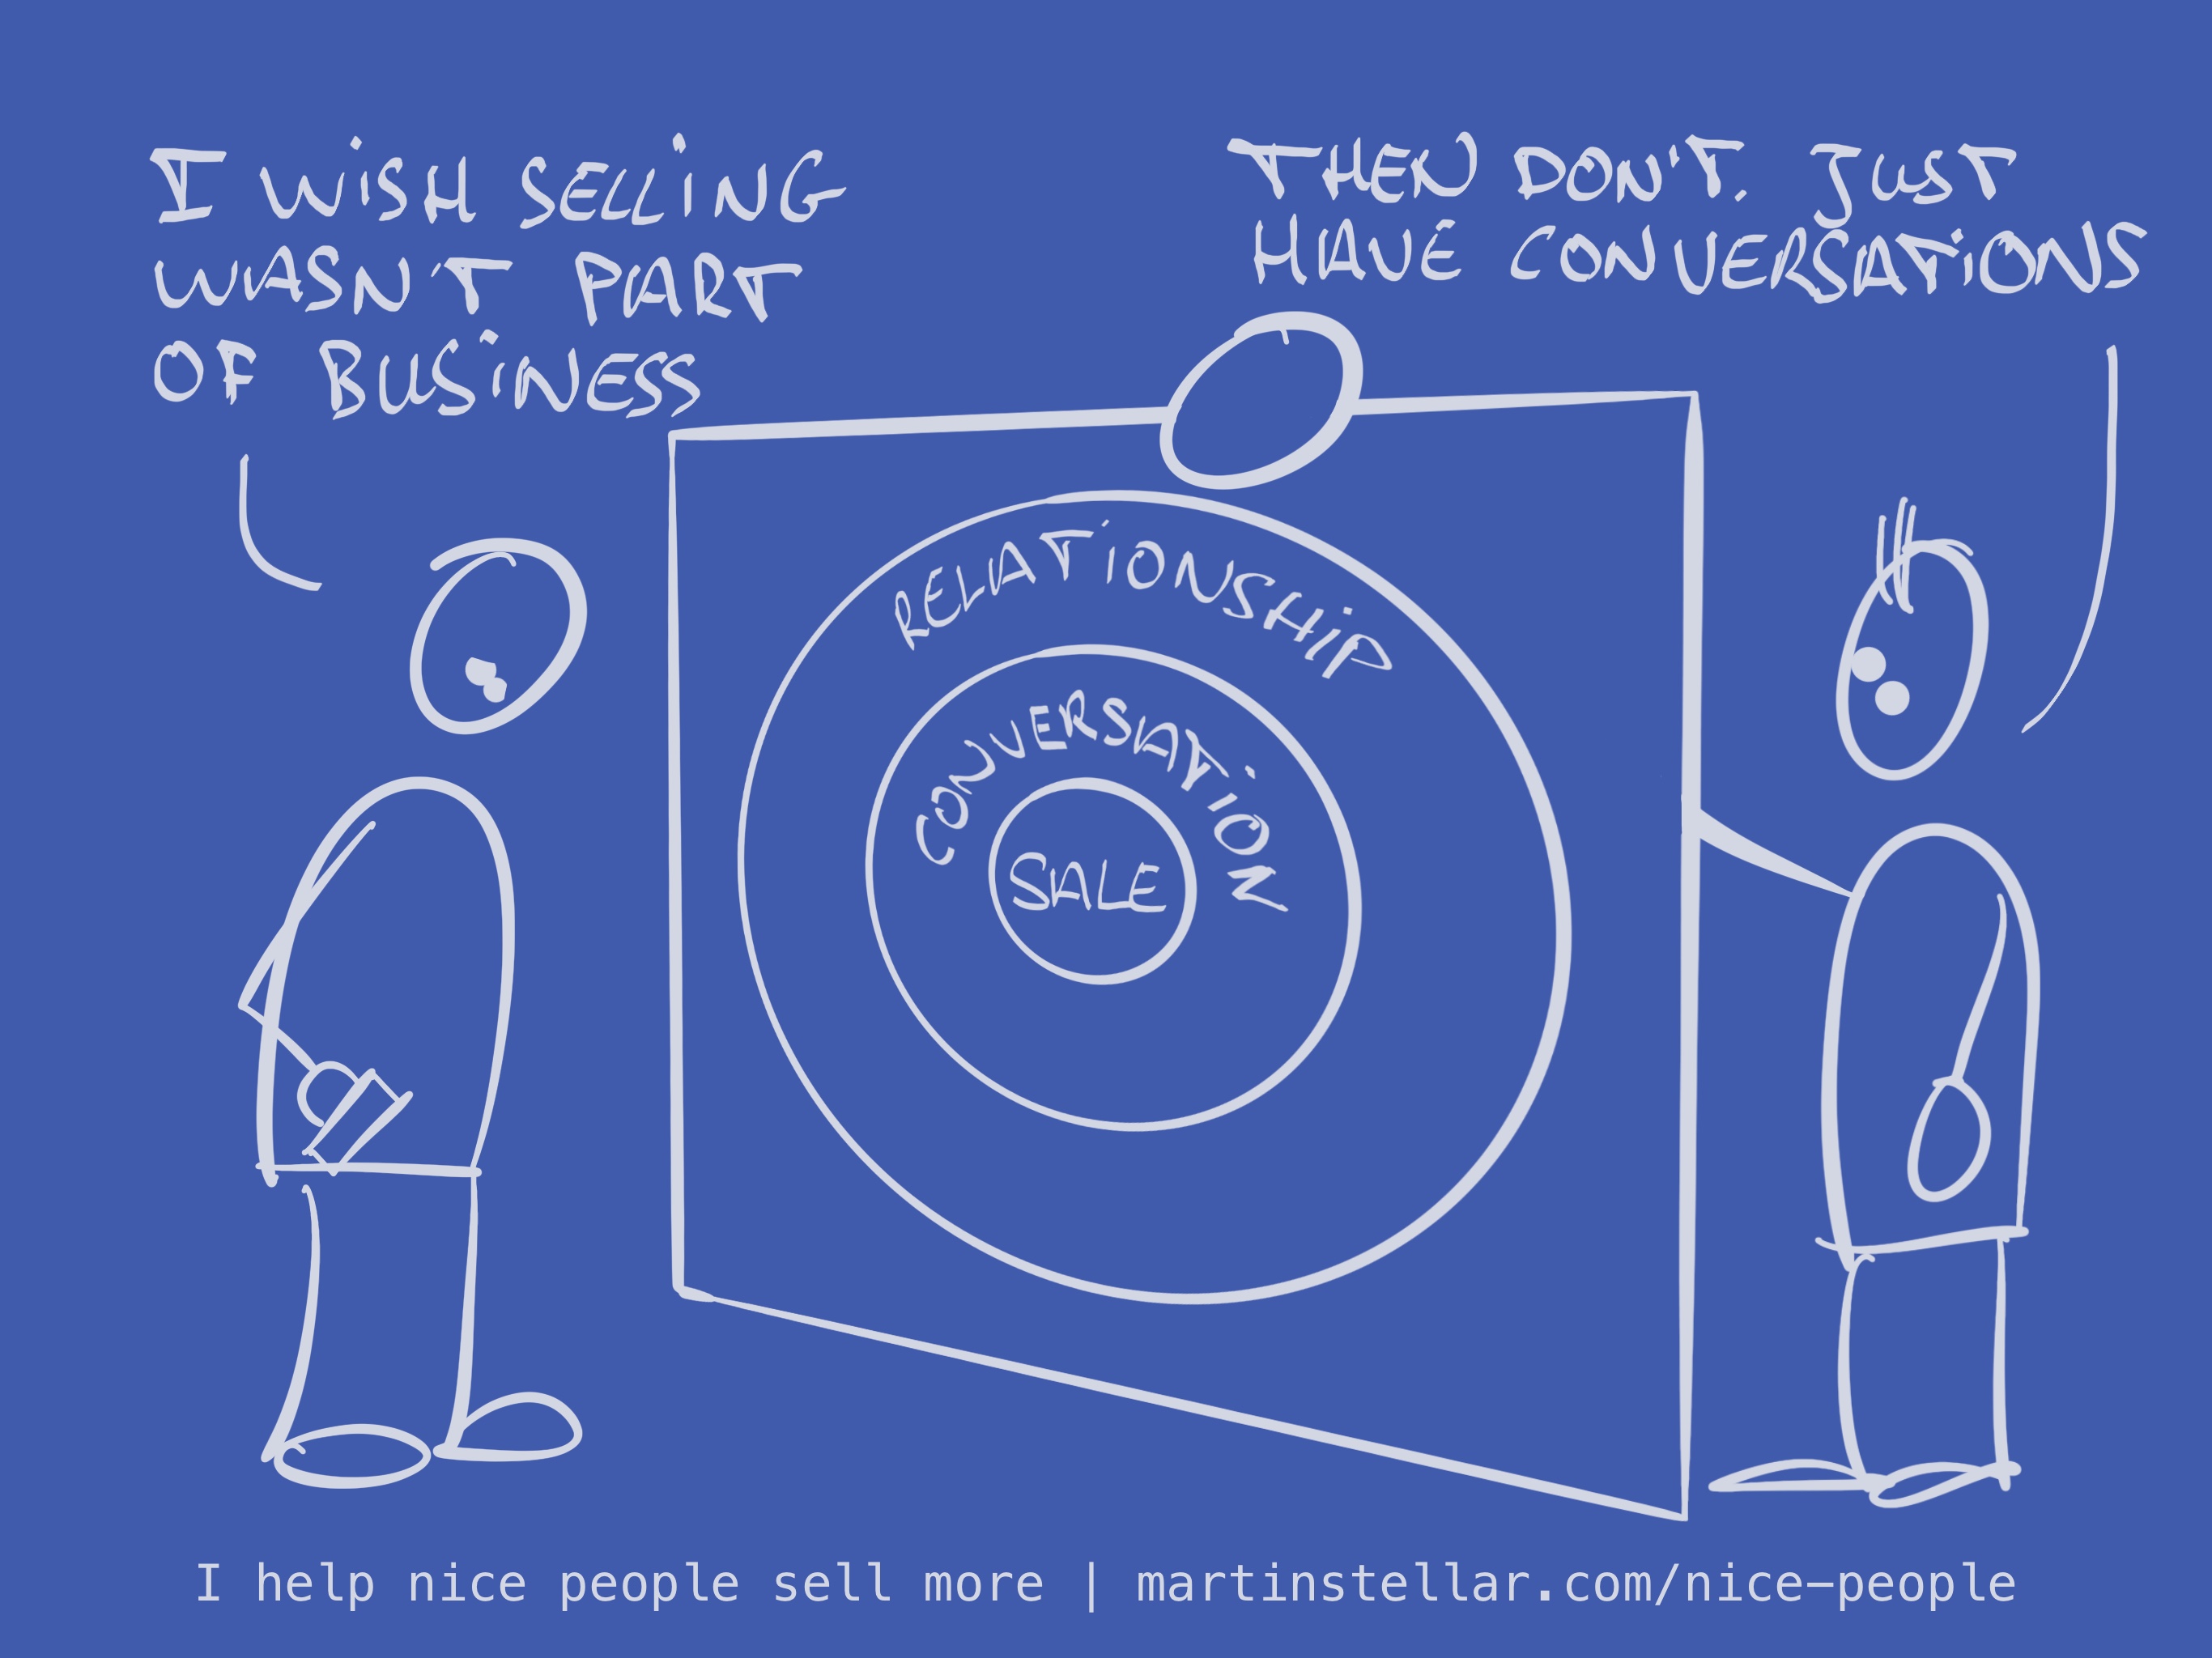 I WISH SELLING
WASN'T PART
OF BUSINESS
THEN DON'T. JUST
HAVE CONVERSATIONS
RELATIONSHIP
CONVERSATION
SALE
I help nice people sell more | martinstellar.com/nice–people